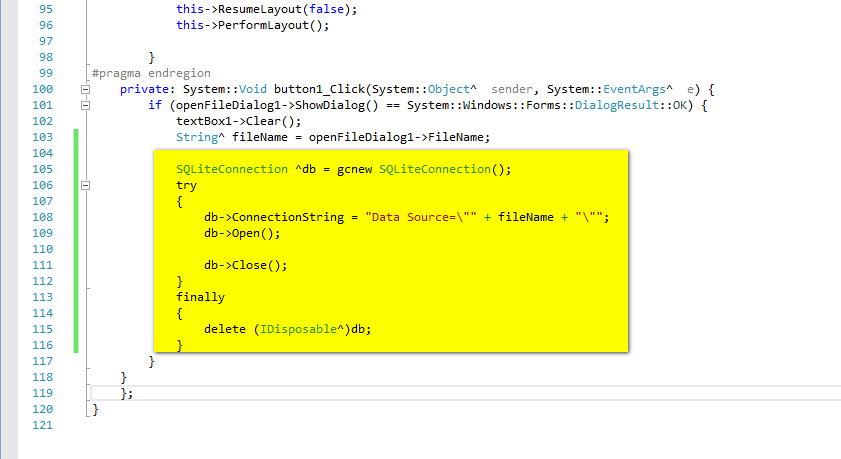 95 this->ResumeLayout(false);
96 this->PerformLayout();
97
98 }
99 #pragma endregion
100 private: System::Void button1_Click(System::Object^  sender, System::EventArgs^  e) {
101 if (openFileDialog1->ShowDialog() == System::Windows::Forms::DialogResult::OK) {
102 textBox1->Clear();
103 String^ fileName = openFileDialog1->FileName;
104
105 SQLiteConnection ^db = gcnew SQLiteConnection();
106 try
107 {
108 db->ConnectionString = "Data Source=\"" + fileName + "\"";
109 db->Open();
110
111 db->Close();
112 }
113 finally
114 {
115 delete (IDisposable^)db;
116 }
117 }
118 }
119 };
120 }
121